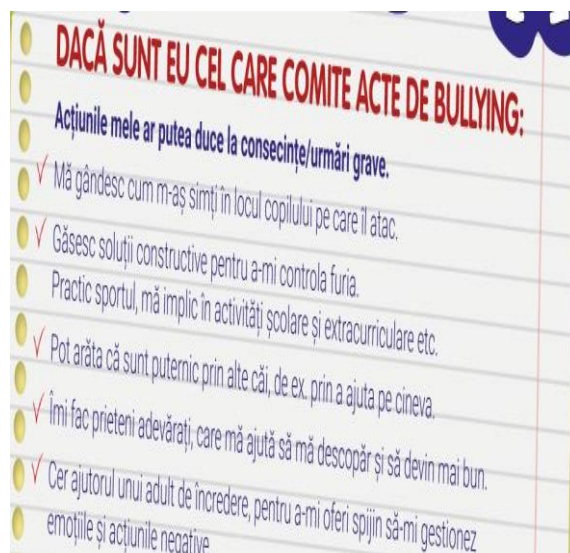 DACĂ SUNT EU CEL CARE COMITE ACTE DE BULLYING:
Acțiunile mele ar putea duce la consecințe/urmări grave.
Mă gândesc cum m-aș simți în locul copilului pe care îl atac.
Găsesc soluții constructive pentru a-mi controla furia.
Practic sportul, mă implic în activități școlare și extracurriculare etc.
Pot arăta că sunt puternic prin alte căi, de ex. prin a ajuta pe cineva.
Îmi fac prieteni adevărați, care mă ajută să mă descopăr și să devin mai bun.
Cer ajutorul unui adult de încredere, pentru a-mi oferi spijin să-mi gestionez
emoțiile și acțiunile negative